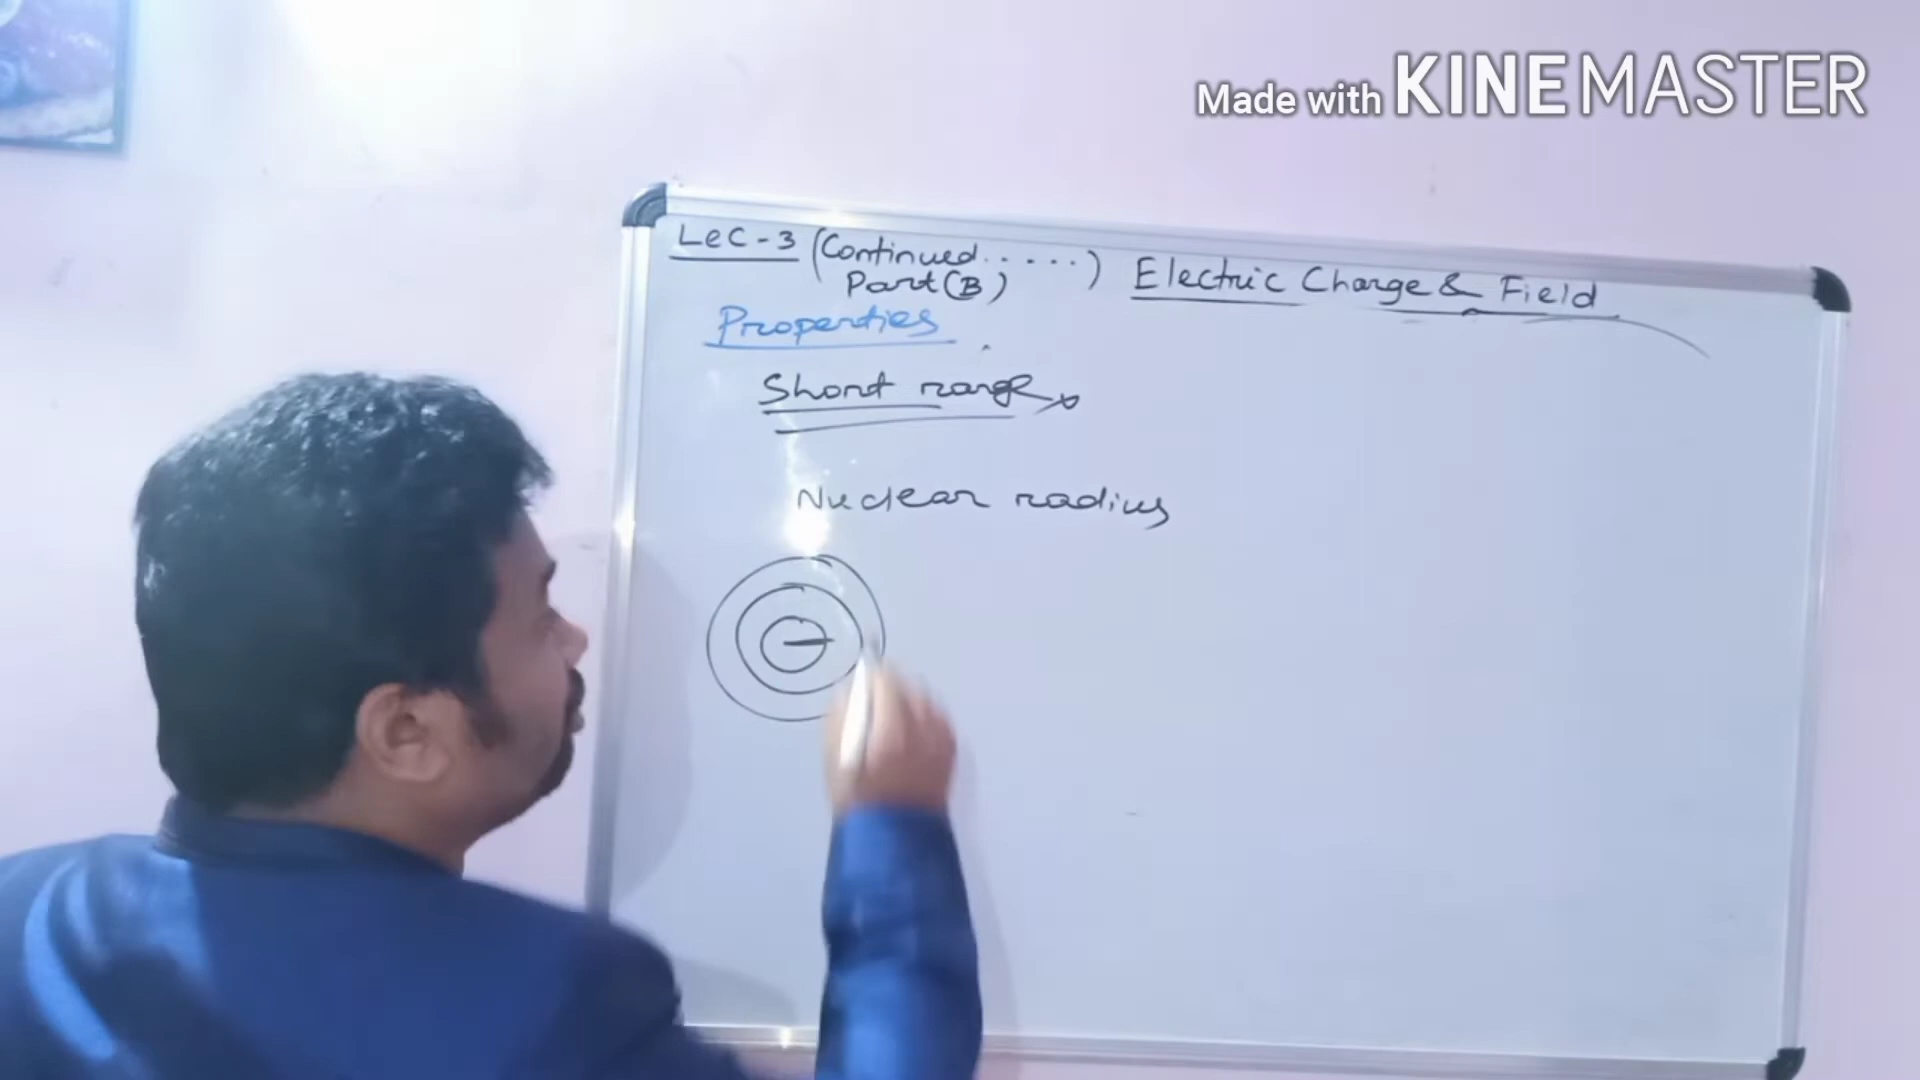 Made with KINEMASTER
Lec-3 (Continued......) Electric Charge & Field
Part(B)
Properties
Short range
Nuclear radius